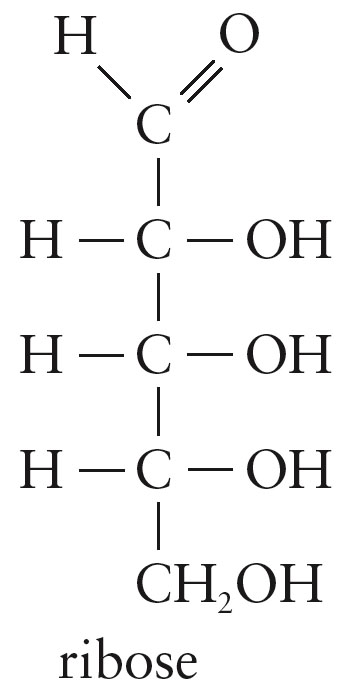 H O
C
H — C — OH
H — C — OH
H — C — OH
CH₂OH
ribose